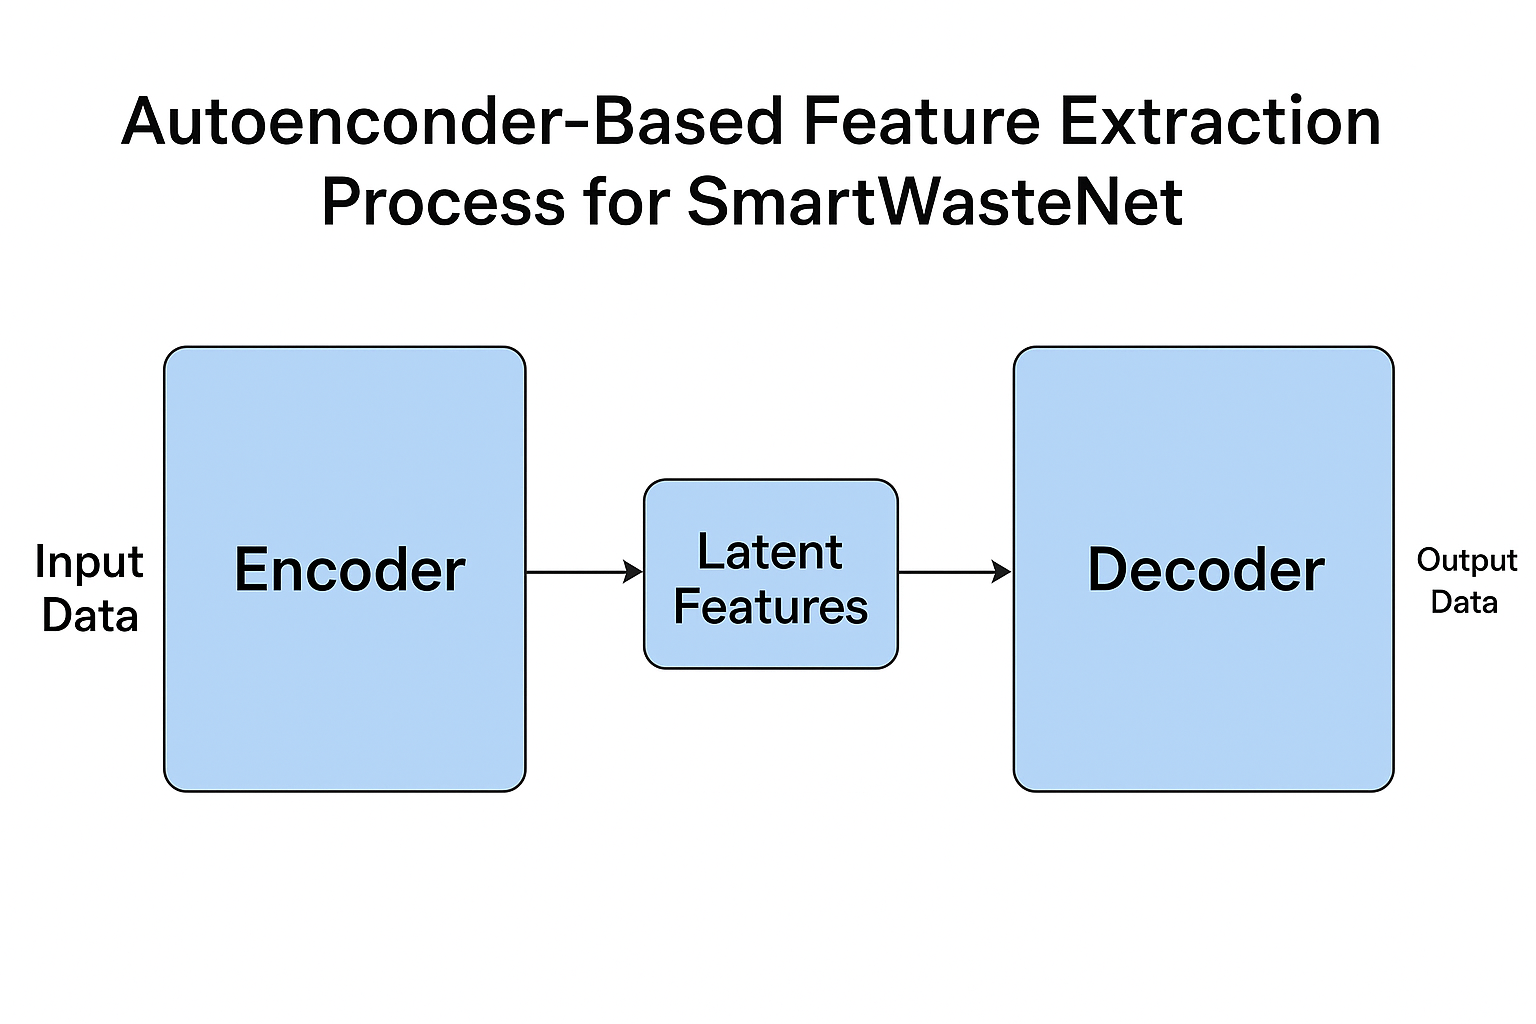 Autoenconder-Based Feature Extraction
Process for SmartWasteNet
Input
Data
Encoder
Latent
Features
Decoder
Output
Data